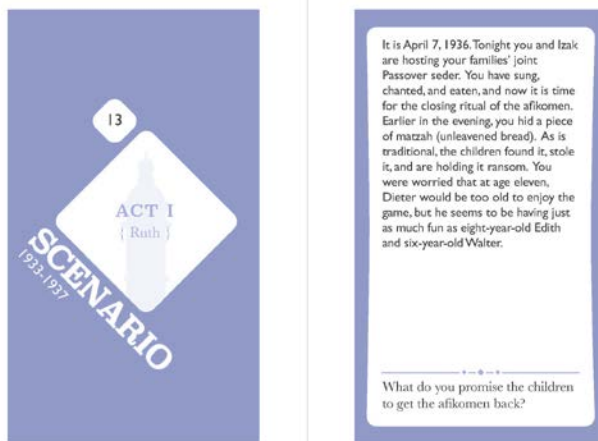 13
ACT I
{ Ruth }
SCENARIO
1933-1937
It is April 7, 1936. Tonight you and Izak
are hosting your families' joint
Passover seder. You have sung,
chanted, and eaten, and now it is time
for the closing ritual of the afikomen.
Earlier in the evening, you hid a piece
of matzah (unleavened bread). As is
traditional, the children found it, stole
it, and are holding it ransom. You
were worried that at age eleven,
Dieter would be too old to enjoy the
game, but he seems to be having just
as much fun as eight-year-old Edith
and six-year-old Walter.
What do you promise the children
to get the afikomen back?